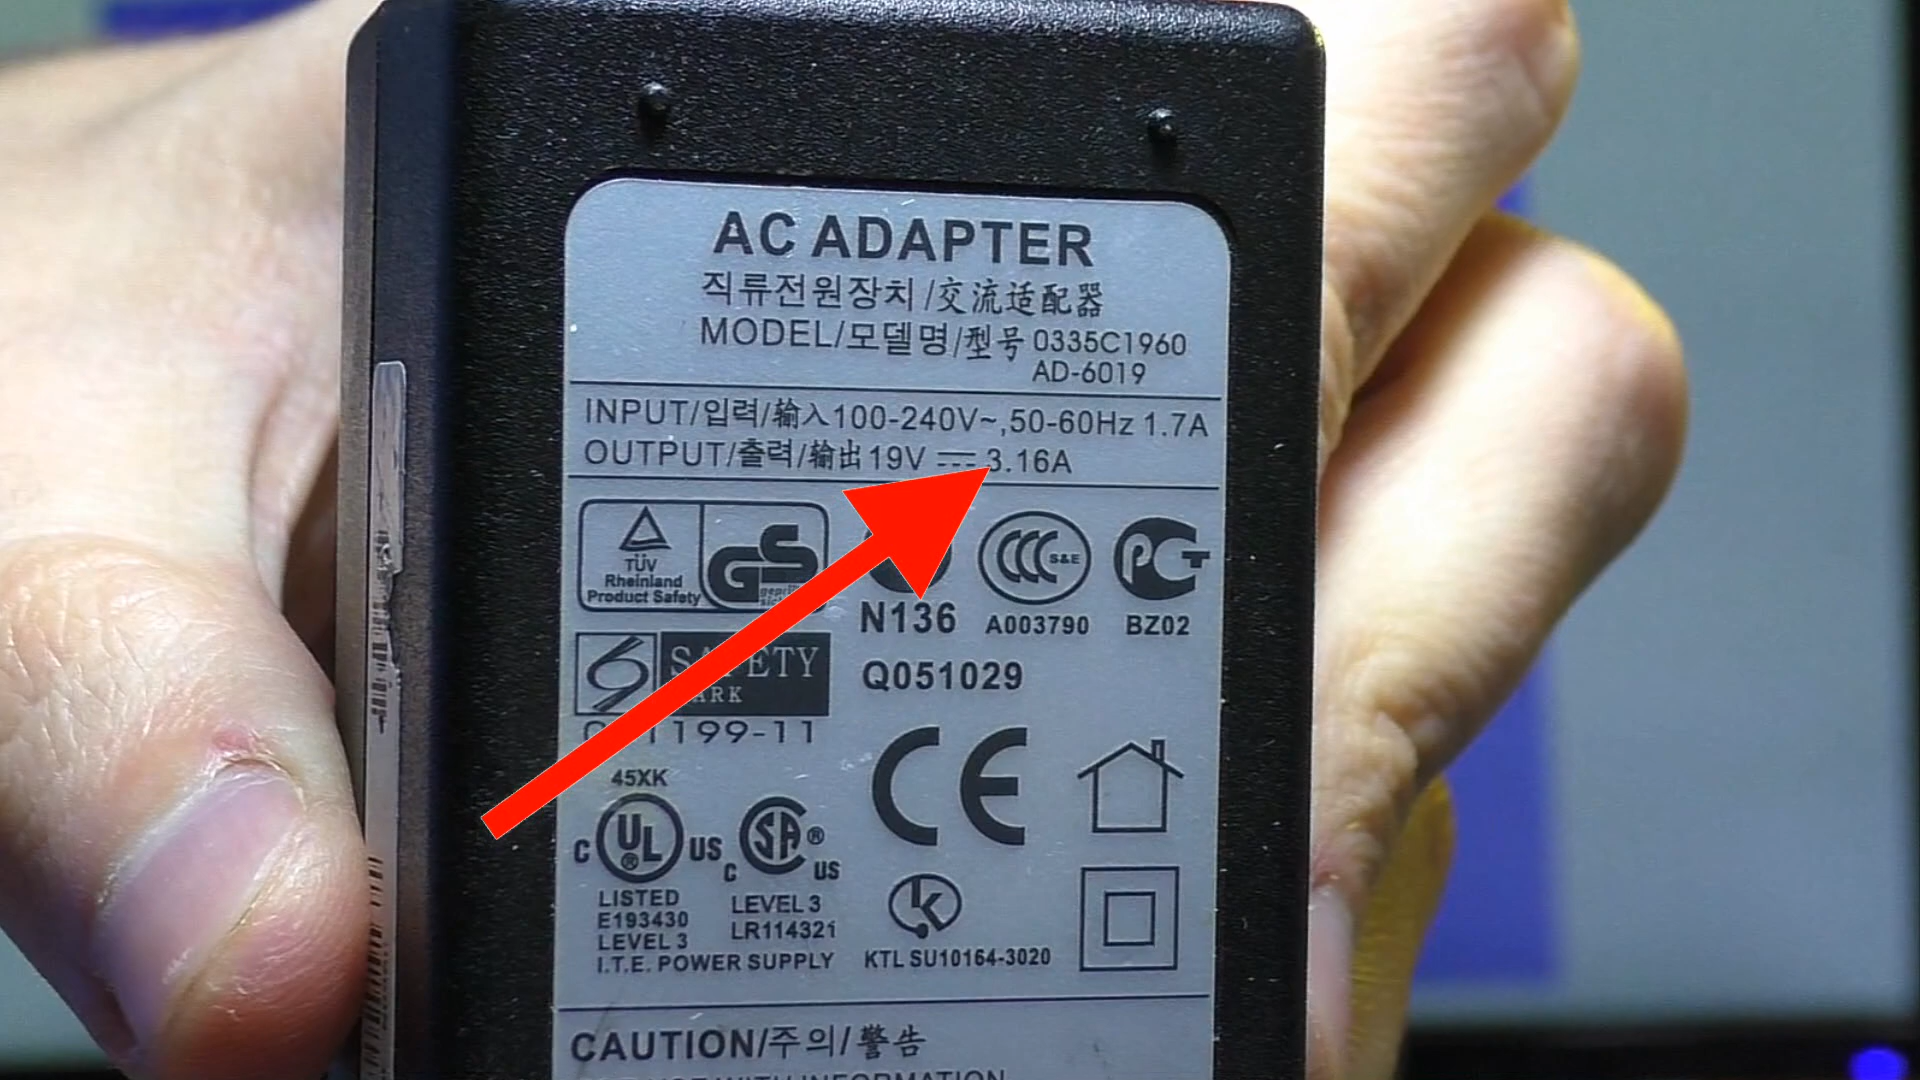 AC ADAPTER
직류전원장치/交流适配器
MODEL/모델명/型号 0335C1960
AD-6019
INPUT/입력/输入100-240V~,50-60Hz 1.7A
OUTPUT/출력/输出19V ⎓ 3.16A
TÜV
Rheinland
Product Safety
GS
CCC S&E
PCT
N136
A003790
BZ02
SAFETY
Q051029
1199-11
45XK
C UL ® US
C SA ® US
CE
LISTED
E193430
LEVEL 3
LEVEL 3
LR114321
I.T.E. POWER SUPPLY
k
KTL SU10164-3020
CAUTION/주의/警告